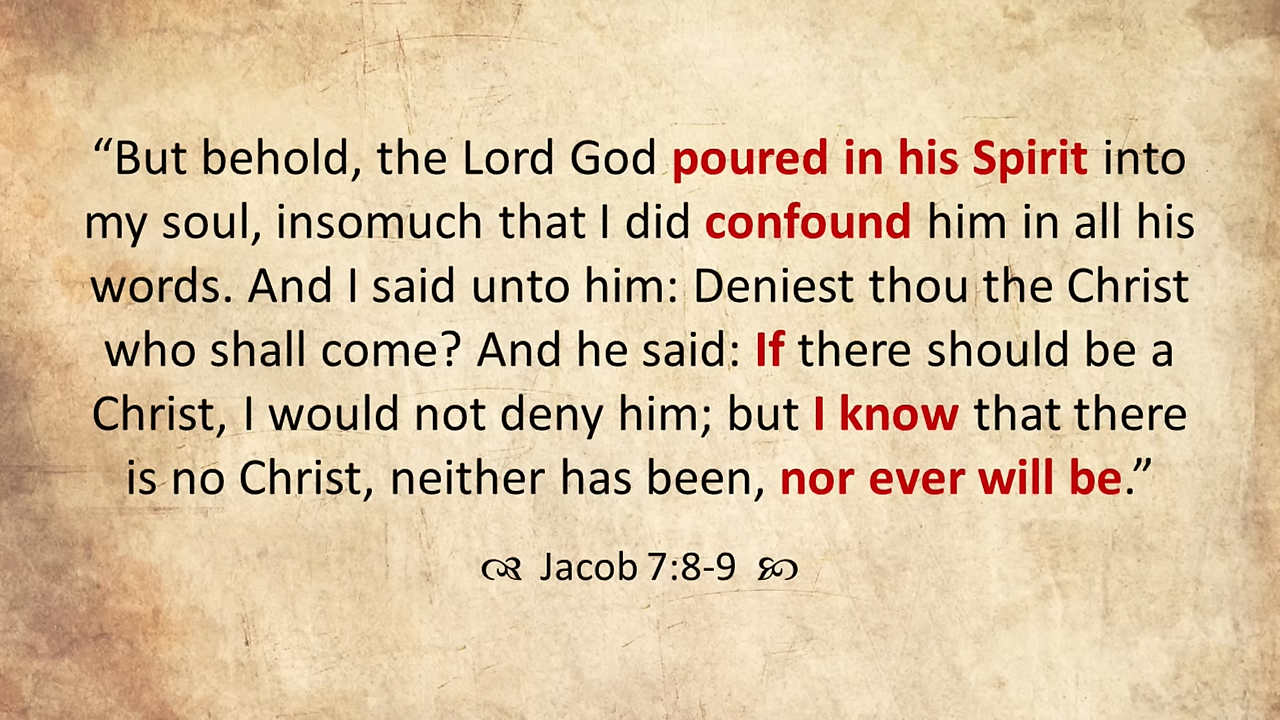 “But behold, the Lord God poured in his Spirit into
my soul, insomuch that I did confound him in all his
words. And I said unto him: Deniest thou the Christ
who shall come? And he said: If there should be a
Christ, I would not deny him; but I know that there
is no Christ, neither has been, nor ever will be.”
Jacob 7:8-9